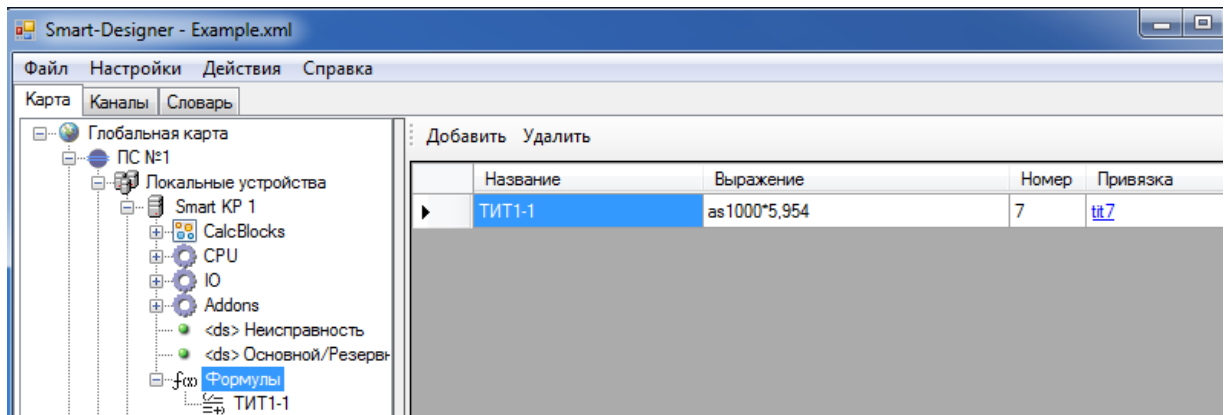 Smart-Designer - Example.xml
Файл Настройки Действия Справка
Карта Каналы Словарь
Глобальная карта
ПС №1
Локальные устройства
Smart КР 1
CalcBlocks
CPU
IO
Addons
<ds> Неисправность
<ds> Основной/Резервн
f(x) Формулы
ТИТ1-1
Добавить Удалить
Название Выражение Номер Привязка
ТИТ1-1 as1000*5,954 7 tit7